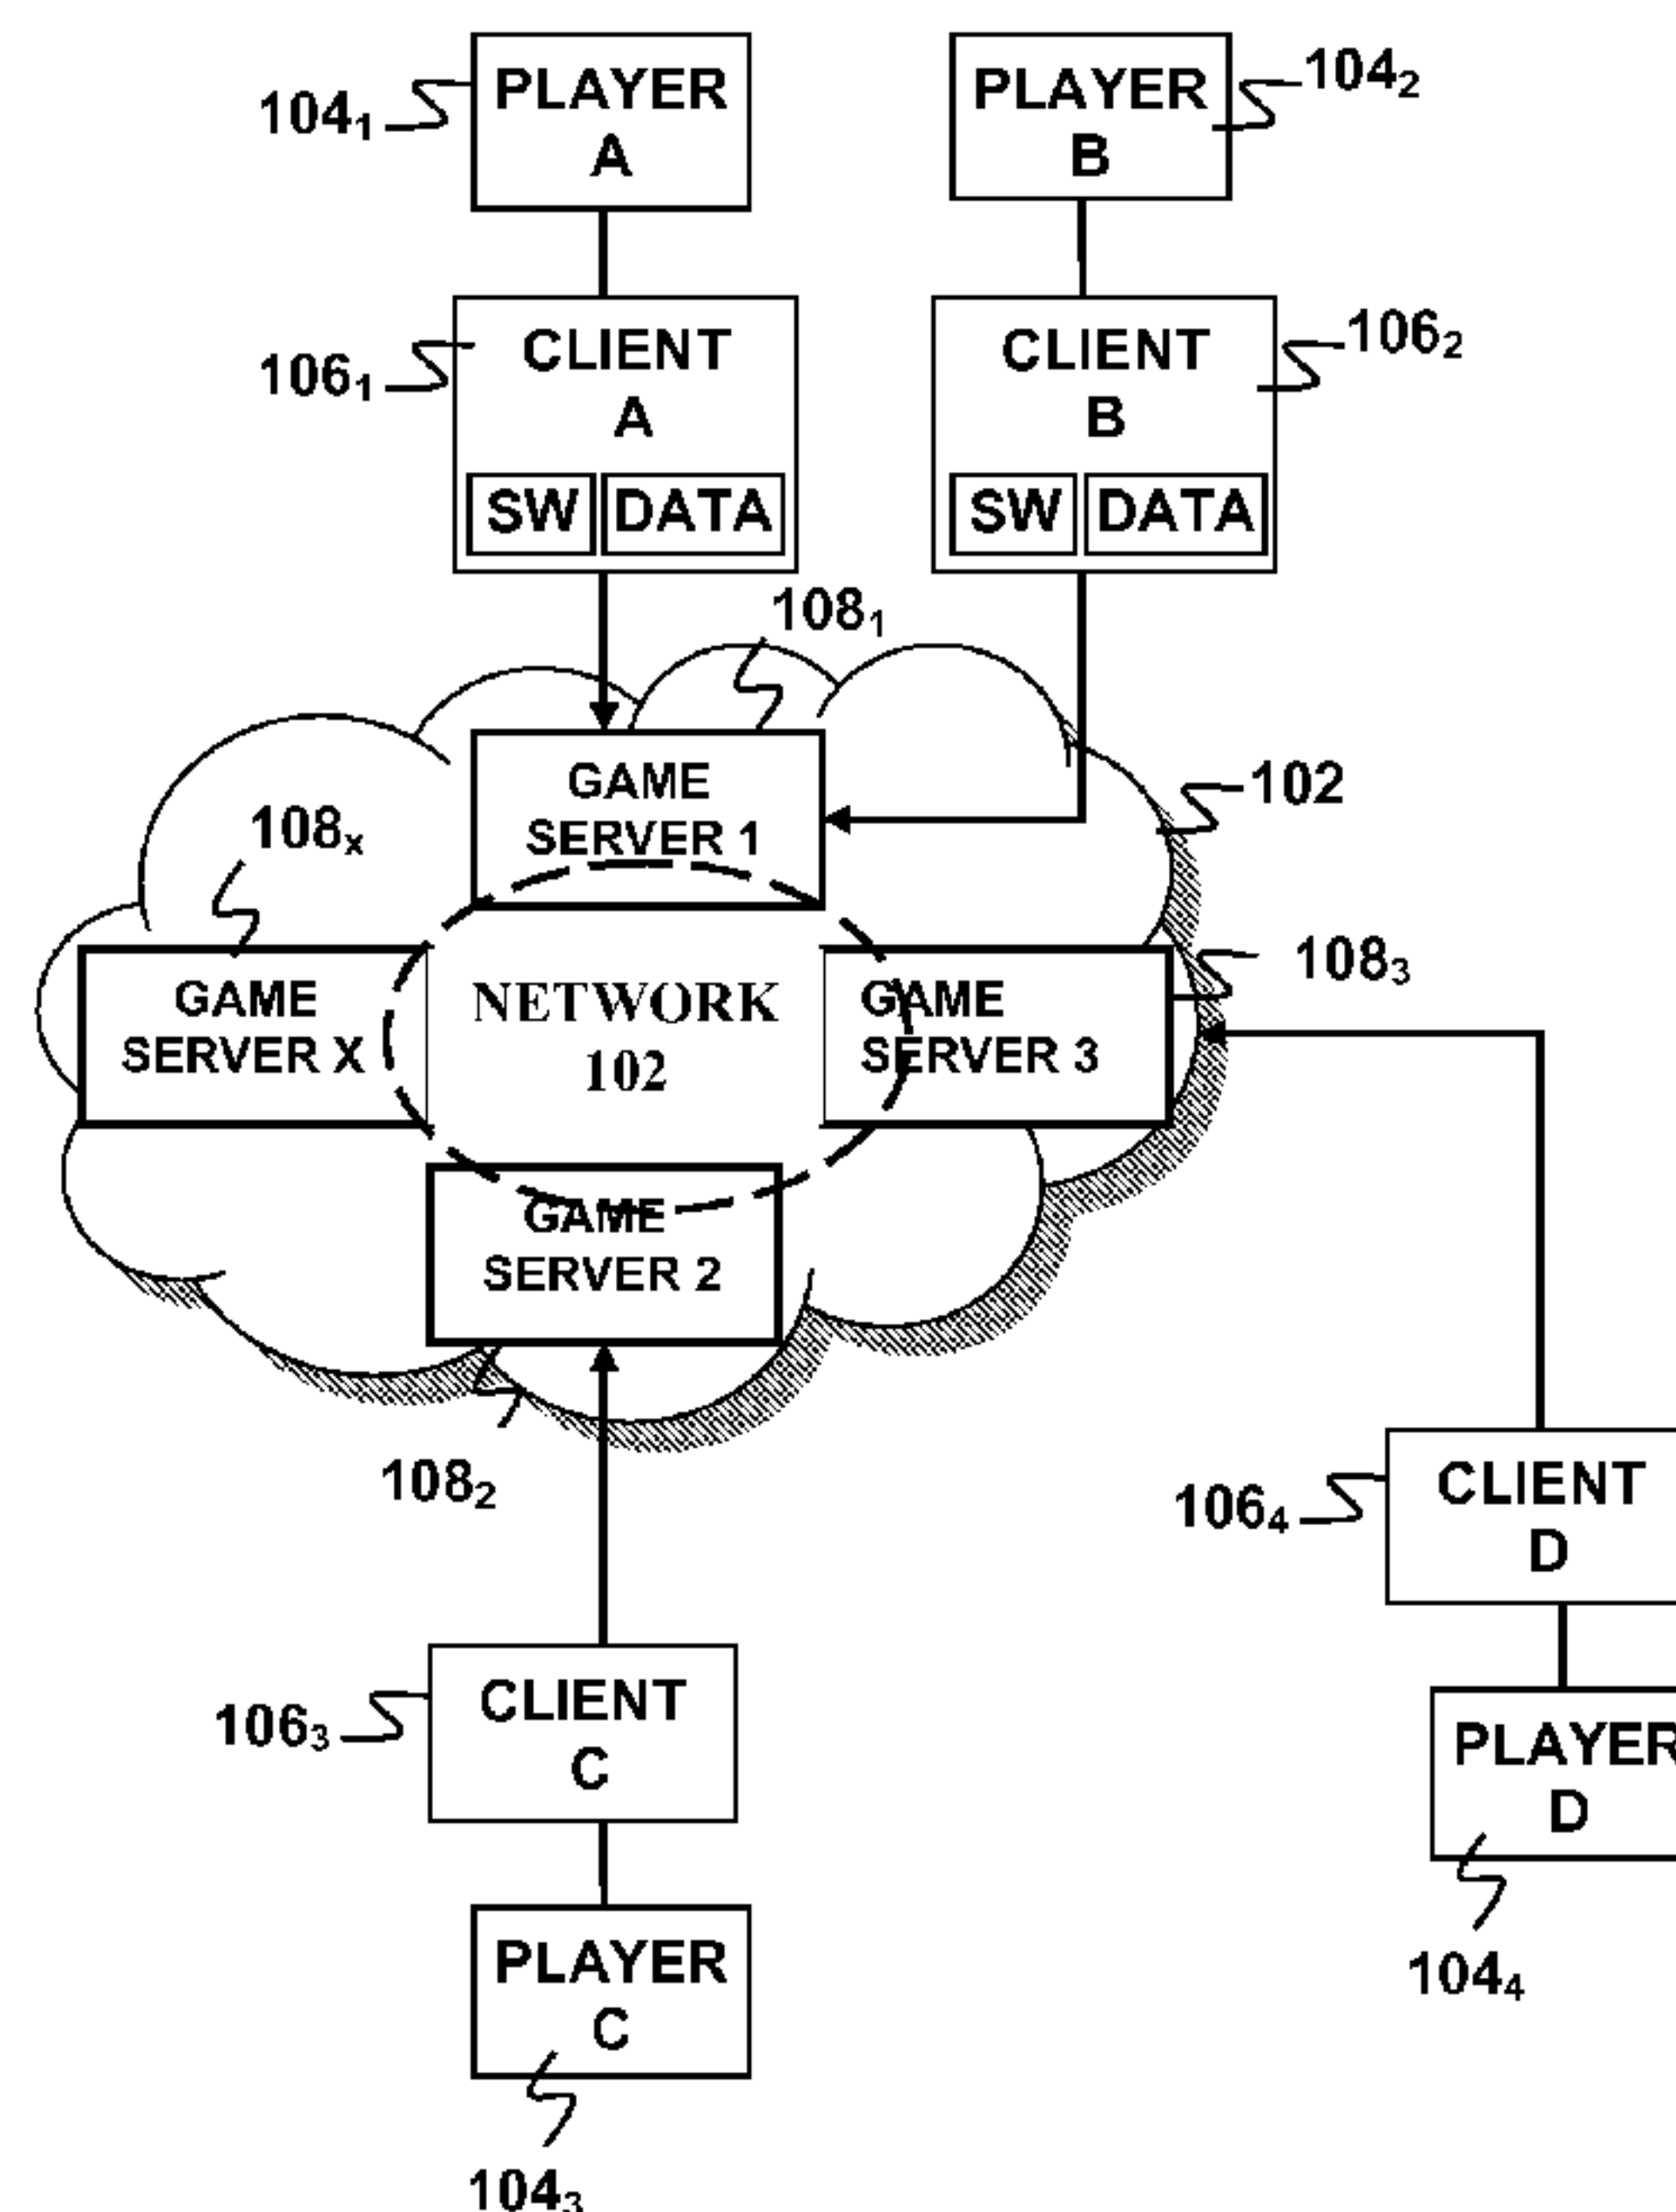 PLAYER
A
104₁
PLAYER
B
104₂
CLIENT
A
SW
DATA
106₁
CLIENT
B
SW
DATA
106₂
108₁
GAME
SERVER 1
102
108ₓ
GAME
SERVER X
NETWORK
102
GAME
SERVER 3
108₃
GAME
SERVER 2
108₂
106₄
CLIENT
D
106₃
CLIENT
C
PLAYER
D
104₄
PLAYER
C
104₃